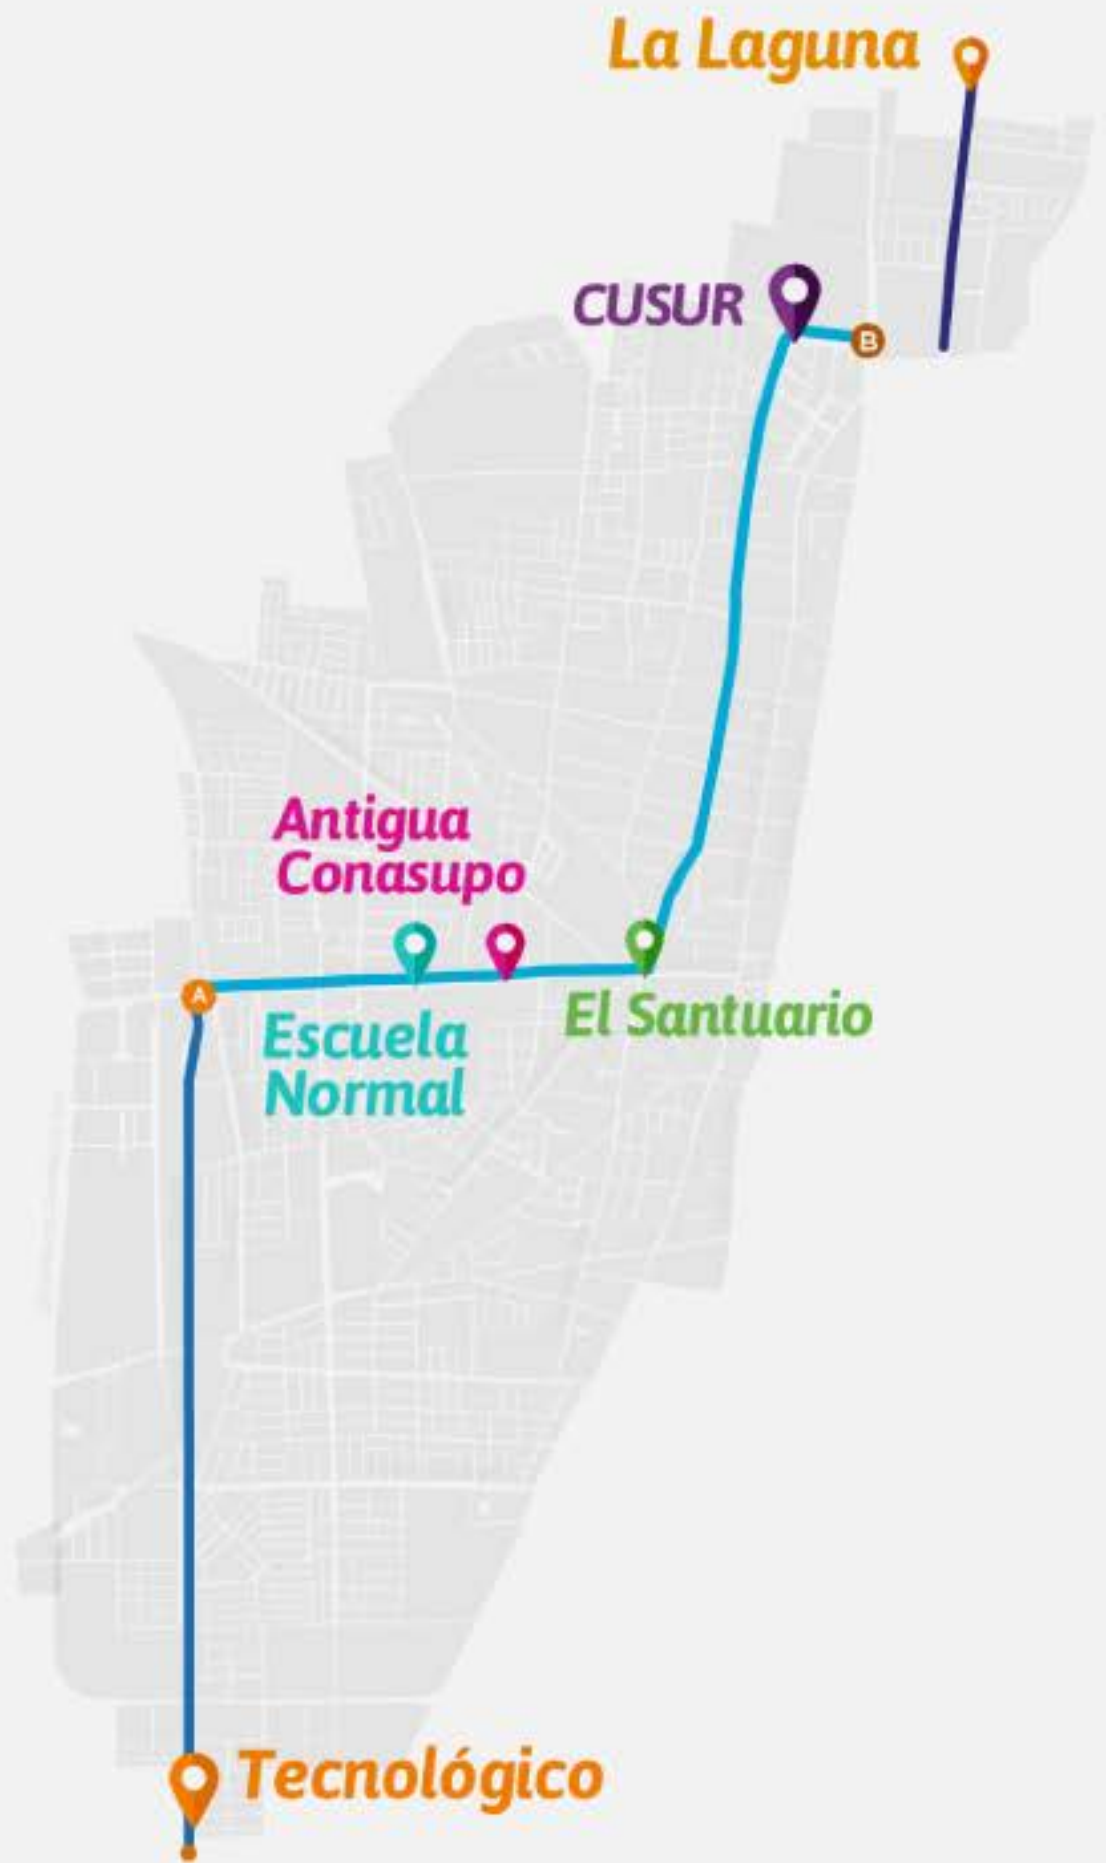 La Laguna
CUSUR
B
Antigua
Conasupo
A
El Santuario
Escuela
Normal
Tecnológico